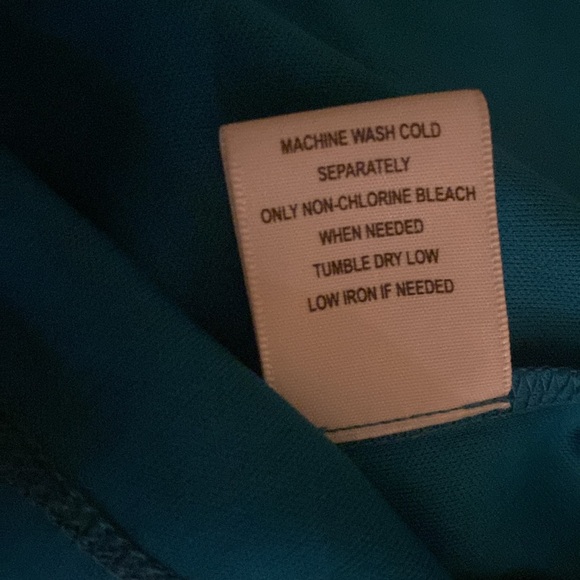 MACHINE WASH COLD
SEPARATELY
ONLY NON-CHLORINE BLEACH
WHEN NEEDED
TUMBLE DRY LOW
LOW IRON IF NEEDED